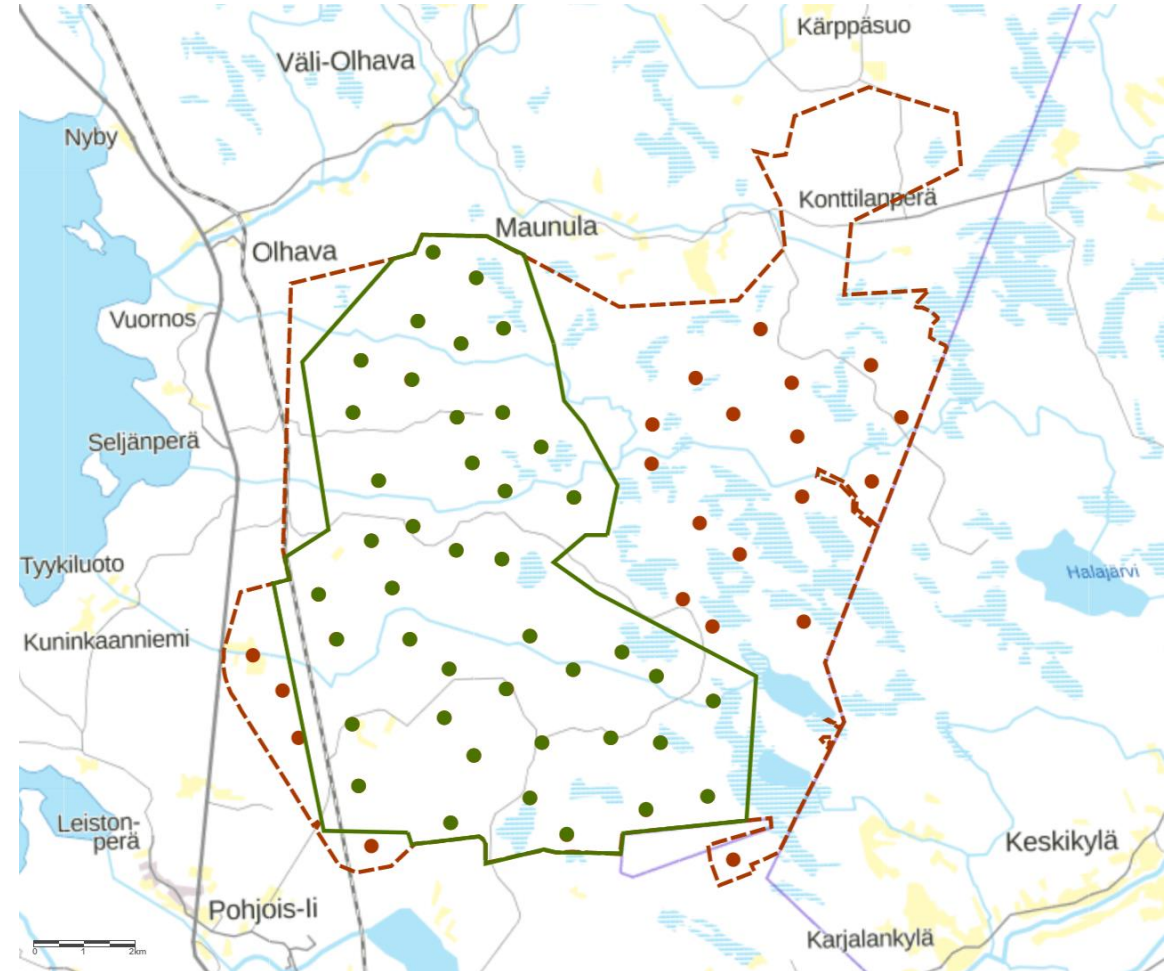 Kärppäsuo
Väli-Olhava
Nyby
Konttilanperä
Maunula
Olhava
Vuornos
Seljänperä
Tyykiluoto
Halajärvi
Kuninkaanniemi
Leiston-
perä
Keskikylä
Pohjois-Ii
Karjalankylä
0 1 2km